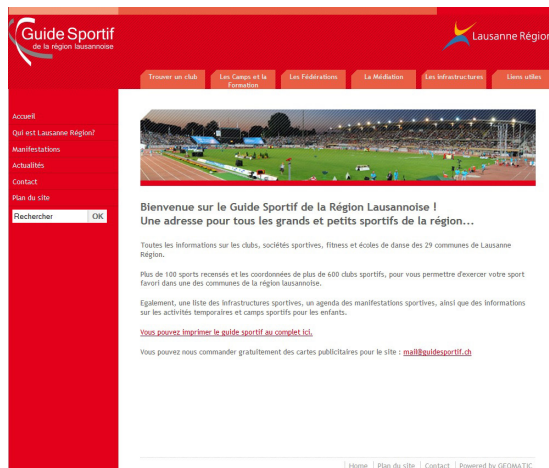 Guide Sportif
de la région lausannoise
Lausanne Région
Trouver un club
Les Camps et la
Formation
Les Fédérations
La Médiation
Les infrastructures
Liens utiles
Accueil
Qui est Lausanne Région?
Manifestations
Actualités
Contact
Plan du site
Rechercher OK
Bienvenue sur le Guide Sportif de la Région Lausannoise !
Une adresse pour tous les grands et petits sportifs de la région...
Toutes les informations sur les clubs, sociétés sportives, fitness et écoles de danse des 29 communes de Lausanne
Région.
Plus de 100 sports recensés et les coordonnées de plus de 600 clubs sportifs, pour vous permettre d'exercer votre sport
favori dans une des communes de la région lausannoise.
Egalement, une liste des infrastructures sportives, un agenda des manifestations sportives, ainsi que des informations
sur les activités temporaires et camps sportifs pour les enfants.
Vous pouvez imprimer le guide sportif au complet ici.
Vous pouvez nous commander gratuitement des cartes publicitaires pour le site : mail@guidesportif.ch
Home | Plan du site | Contact | Powered by GEOMATIC